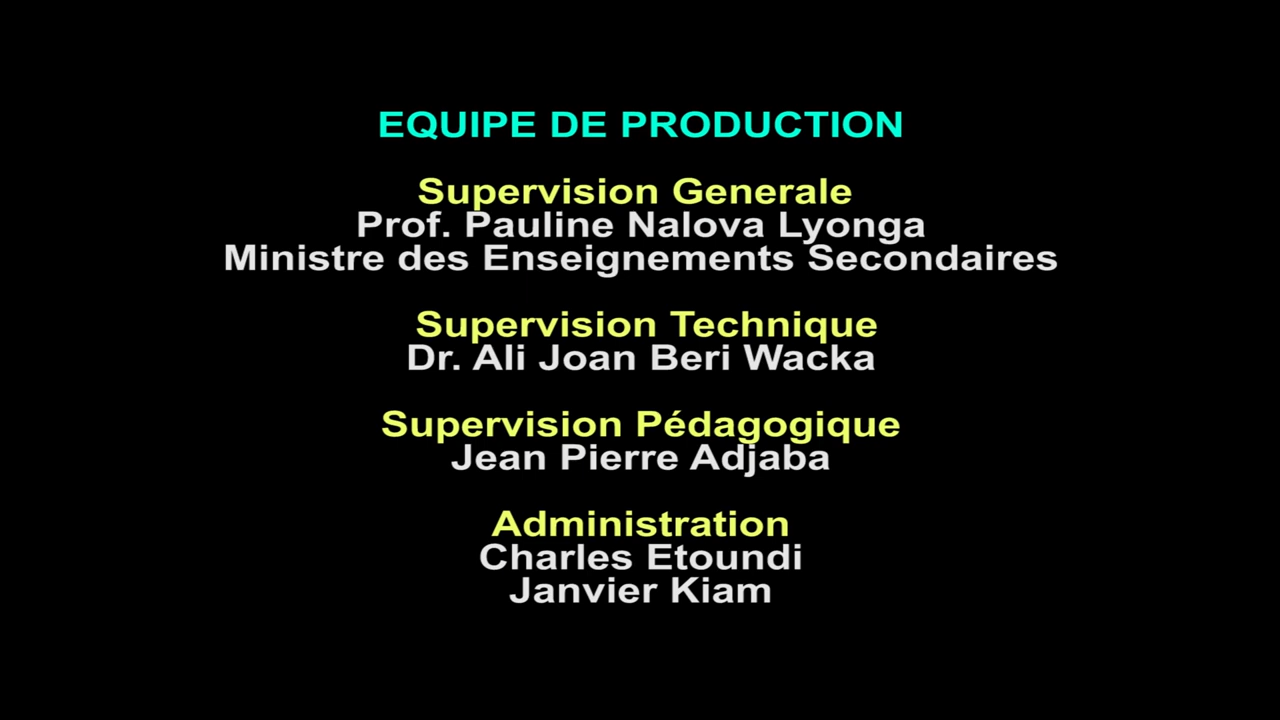 EQUIPE DE PRODUCTION
Supervision Generale
Prof. Pauline Nalova Lyonga
Ministre des Enseignements Secondaires
Supervision Technique
Dr. Ali Joan Beri Wacka
Supervision Pédagogique
Jean Pierre Adjaba
Administration
Charles Etoundi
Janvier Kiam